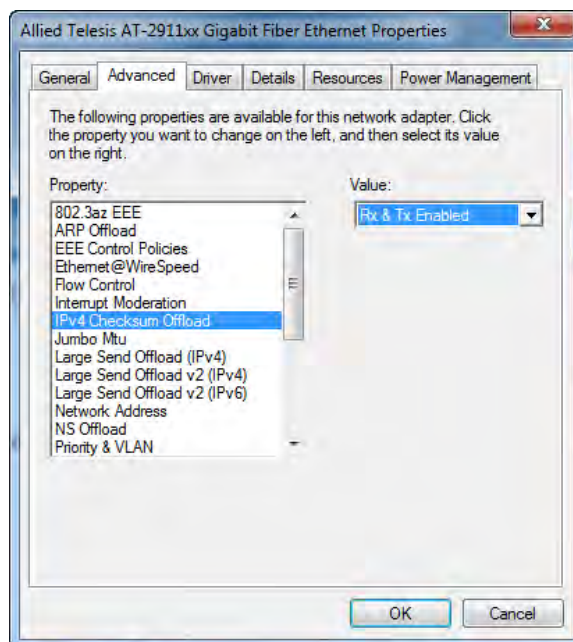 Allied Telesis AT-2911xx Gigabit Fiber Ethernet Properties
General Advanced Driver Details Resources Power Management
The following properties are available for this network adapter. Click
the property you want to change on the left, and then select its value
on the right.
Property:
Value:
802.3az EEE
Rx & Tx Enabled
ARP Offload
EEE Control Policies
Ethernet@WireSpeed
Flow Control
Interrupt Moderation
IPv4 Checksum Offload
Jumbo Mtu
Large Send Offload (IPv4)
Large Send Offload v2 (IPv4)
Large Send Offload v2 (IPv6)
Network Address
NS Offload
Priority & VLAN
OK Cancel